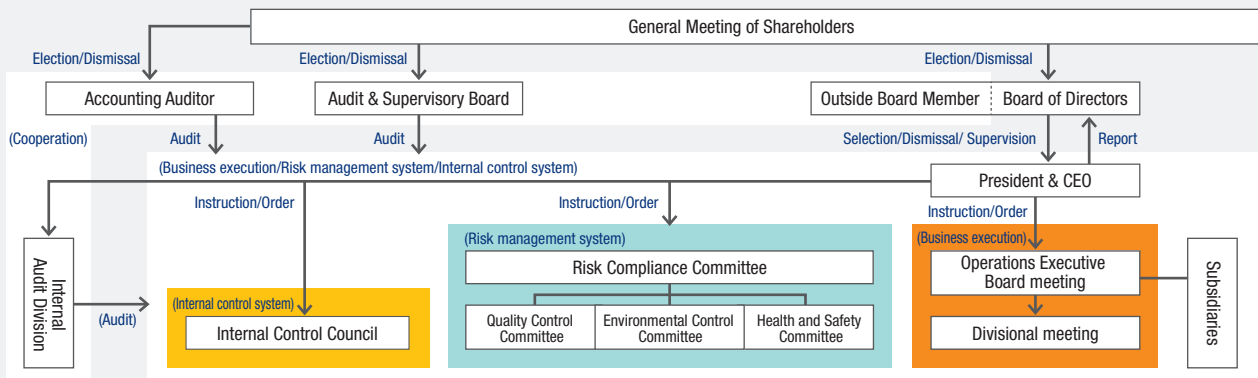 General Meeting of Shareholders
Election/Dismissal
Election/Dismissal
Election/Dismissal
Accounting Auditor
Audit & Supervisory Board
Outside Board Member
Board of Directors
(Cooperation)
Audit
Audit
Selection/Dismissal/ Supervision
Report
(Business execution/Risk management system/Internal control system)
President & CEO
Instruction/Order
Instruction/Order
Instruction/Order
Internal
Audit Division
(Audit)
(Internal control system)
Internal Control Council
(Risk management system)
Risk Compliance Committee
Quality Control
Committee
Environmental Control
Committee
Health and Safety
Committee
(Business execution)
Operations Executive
Board meeting
Divisional meeting
Subsidiaries